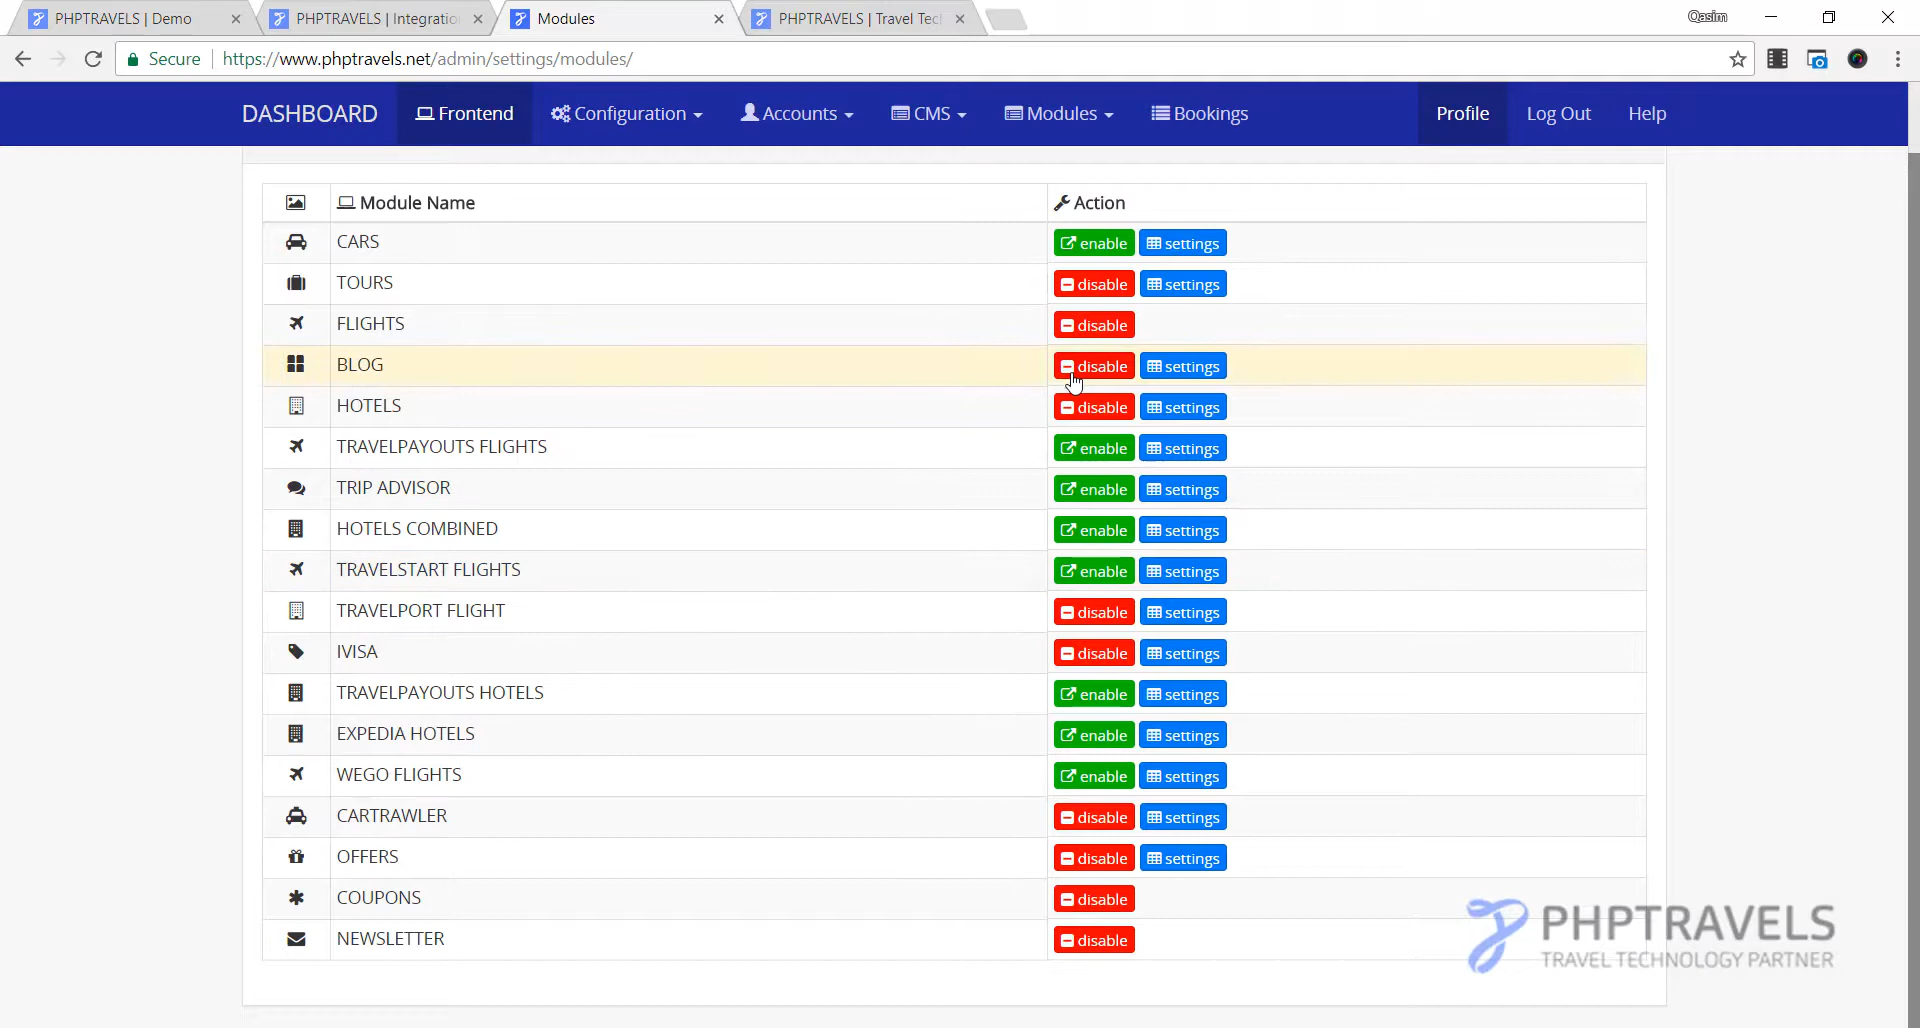 PHPTRAVELS | Demo
PHPTRAVELS | Integratio
Modules
PHPTRAVELS | Travel Tec
Qasim
Secure https://www.phptravels.net/admin/settings/modules/
DASHBOARD Frontend Configuration Accounts CMS Modules Bookings Profile Log Out Help
Module Name Action
CARS enable settings
TOURS disable settings
FLIGHTS disable
BLOG disable settings
HOTELS disable settings
TRAVELPAYOUTS FLIGHTS enable settings
TRIP ADVISOR enable settings
HOTELS COMBINED enable settings
TRAVELSTART FLIGHTS enable settings
TRAVELPORT FLIGHT disable settings
IVISA disable settings
TRAVELPAYOUTS HOTELS enable settings
EXPEDIA HOTELS enable settings
WEGO FLIGHTS enable settings
CARTRAWLER disable settings
OFFERS disable settings
COUPONS disable
NEWSLETTER disable
PHPTRAVELS
TRAVEL TECHNOLOGY PARTNER